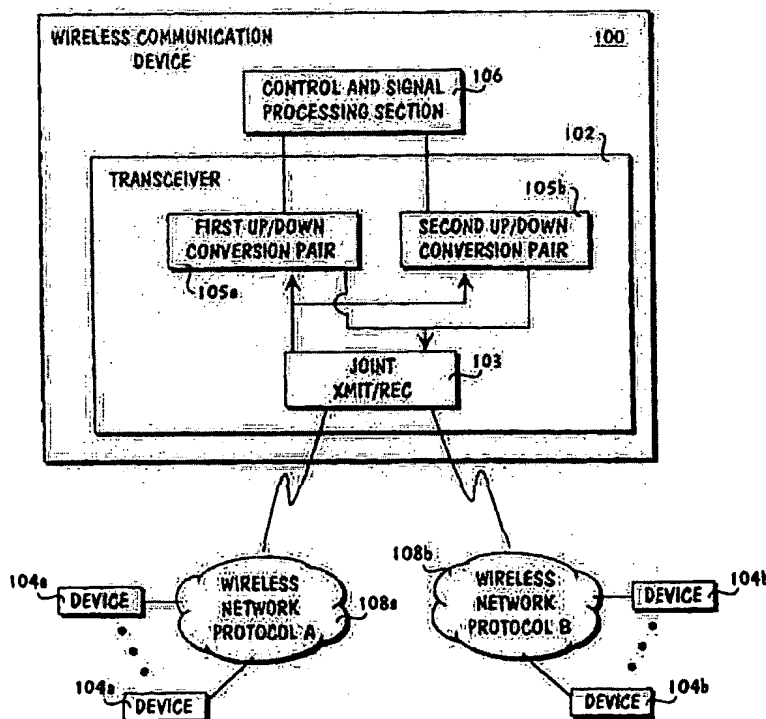 WIRELESS COMMUNICATION
DEVICE
100
106
CONTROL AND SIGNAL
PROCESSING SECTION
102
TRANSCEIVER
105b
FIRST UP/DOWN
CONVERSION PAIR
SECOND UP/DOWN
CONVERSION PAIR
105a
JOINT
XMIT/REC
103
104a
DEVICE
WIRELESS
NETWORK
PROTOCOL A
108a
108b
WIRELESS
NETWORK
PROTOCOL B
104b
DEVICE
104a
DEVICE
DEVICE
104b